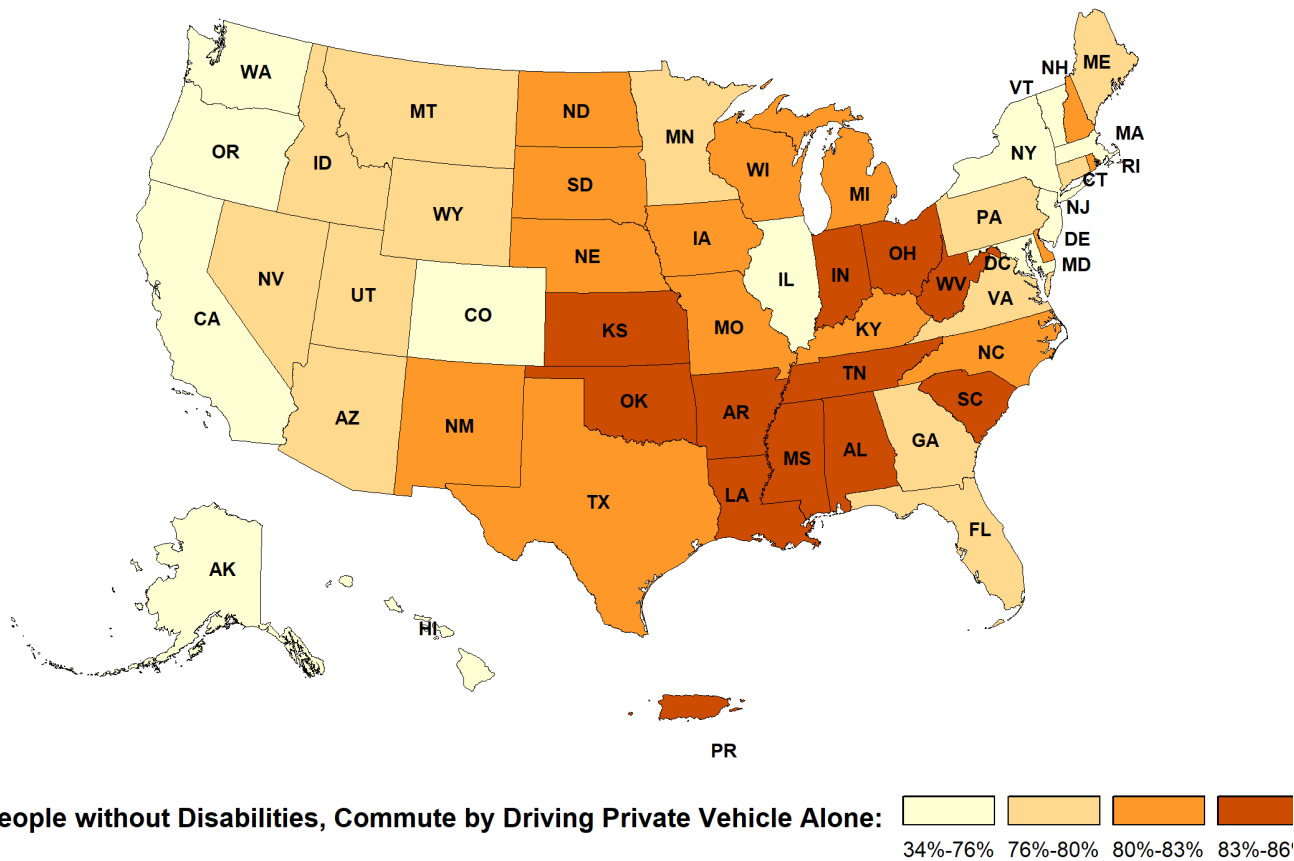 WA
MT
ND
MN
ME
NH
VT
MA
OR
ID
SD
WI
MI
NY
RI
CT
WY
IA
PA
NJ
NE
OH
DE
NV
UT
IL
IN
DC
MD
WV
VA
CA
CO
KS
MO
KY
NC
TN
AZ
NM
OK
AR
SC
GA
MS
AL
TX
LA
FL
AK
HI
PR
eople without Disabilities, Commute by Driving Private Vehicle Alone:
34%-76% 76%-80% 80%-83% 83%-86%